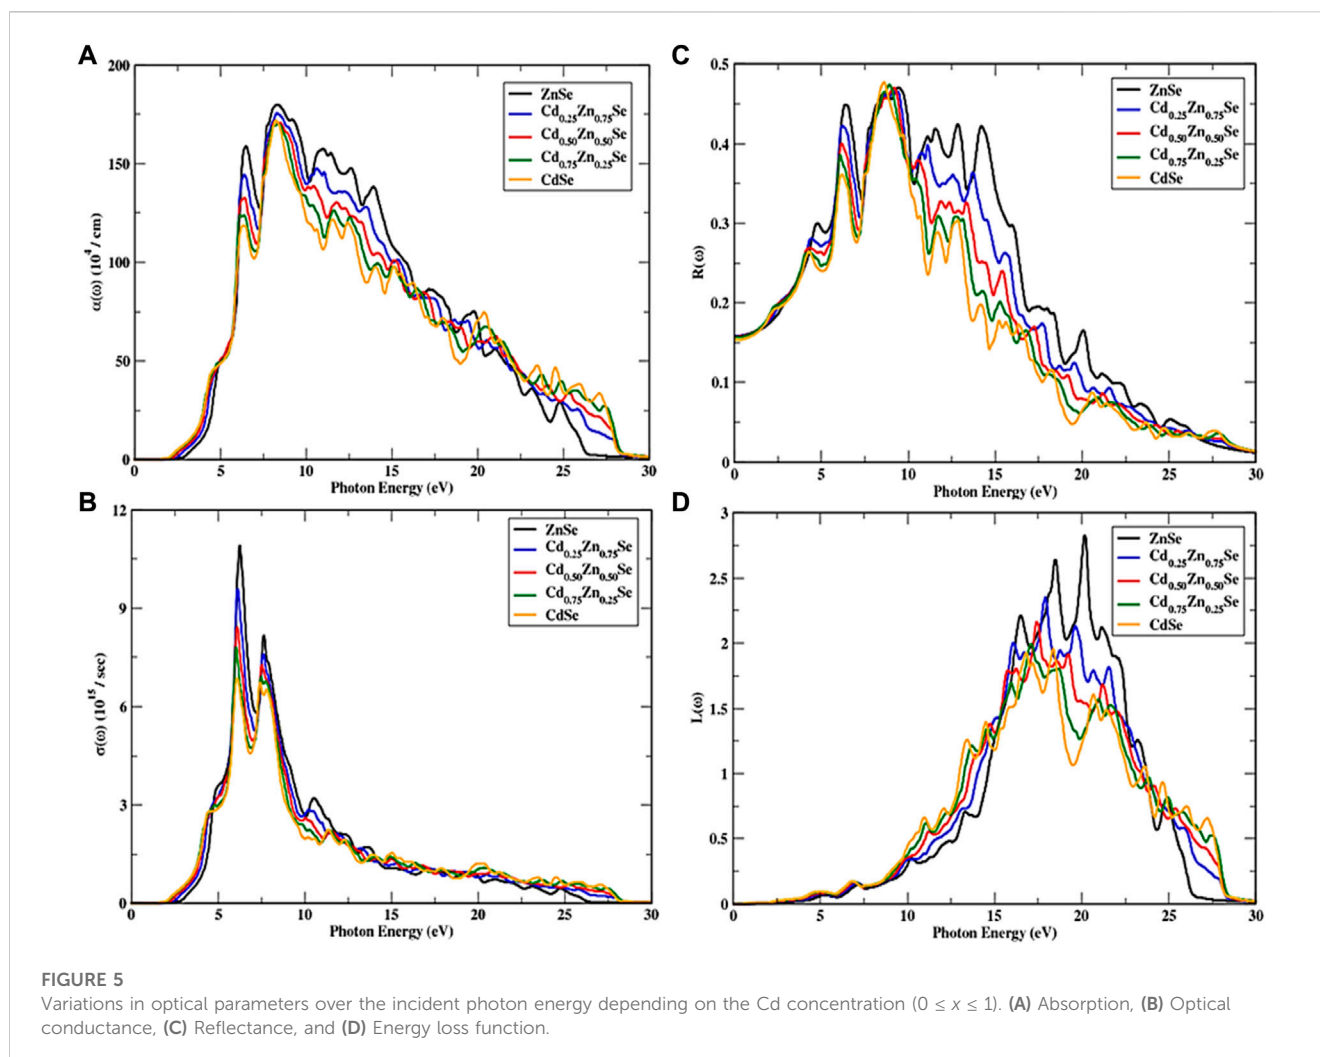 A
200
150
100
50
0
α(ω) (10⁴ / cm)
ZnSe
Cd₀.₂₅Zn₀.₇₅Se
Cd₀.₅₀Zn₀.₅₀Se
Cd₀.₇₅Zn₀.₂₅Se
CdSe
0 5 10 15 20 25 30
Photon Energy (eV)
C
0.5
0.4
0.3
0.2
0.1
0
R(ω)
ZnSe
Cd₀.₂₅Zn₀.₇₅Se
Cd₀.₅₀Zn₀.₅₀Se
Cd₀.₇₅Zn₀.₂₅Se
CdSe
0 5 10 15 20 25 30
Photon Energy (eV)
B
12
9
6
3
0
σ(ω) (10¹⁵ / sec)
ZnSe
Cd₀.₂₅Zn₀.₇₅Se
Cd₀.₅₀Zn₀.₅₀Se
Cd₀.₇₅Zn₀.₂₅Se
CdSe
0 5 10 15 20 25 30
Photon Energy (eV)
D
3
2.5
2
1.5
1
0.5
0
L(ω)
ZnSe
Cd₀.₂₅Zn₀.₇₅Se
Cd₀.₅₀Zn₀.₅₀Se
Cd₀.₇₅Zn₀.₂₅Se
CdSe
0 5 10 15 20 25 30
Photon Energy (eV)
FIGURE 5
Variations in optical parameters over the incident photon energy depending on the Cd concentration (0 ≤ x ≤ 1). (A) Absorption, (B) Optical
conductance, (C) Reflectance, and (D) Energy loss function.